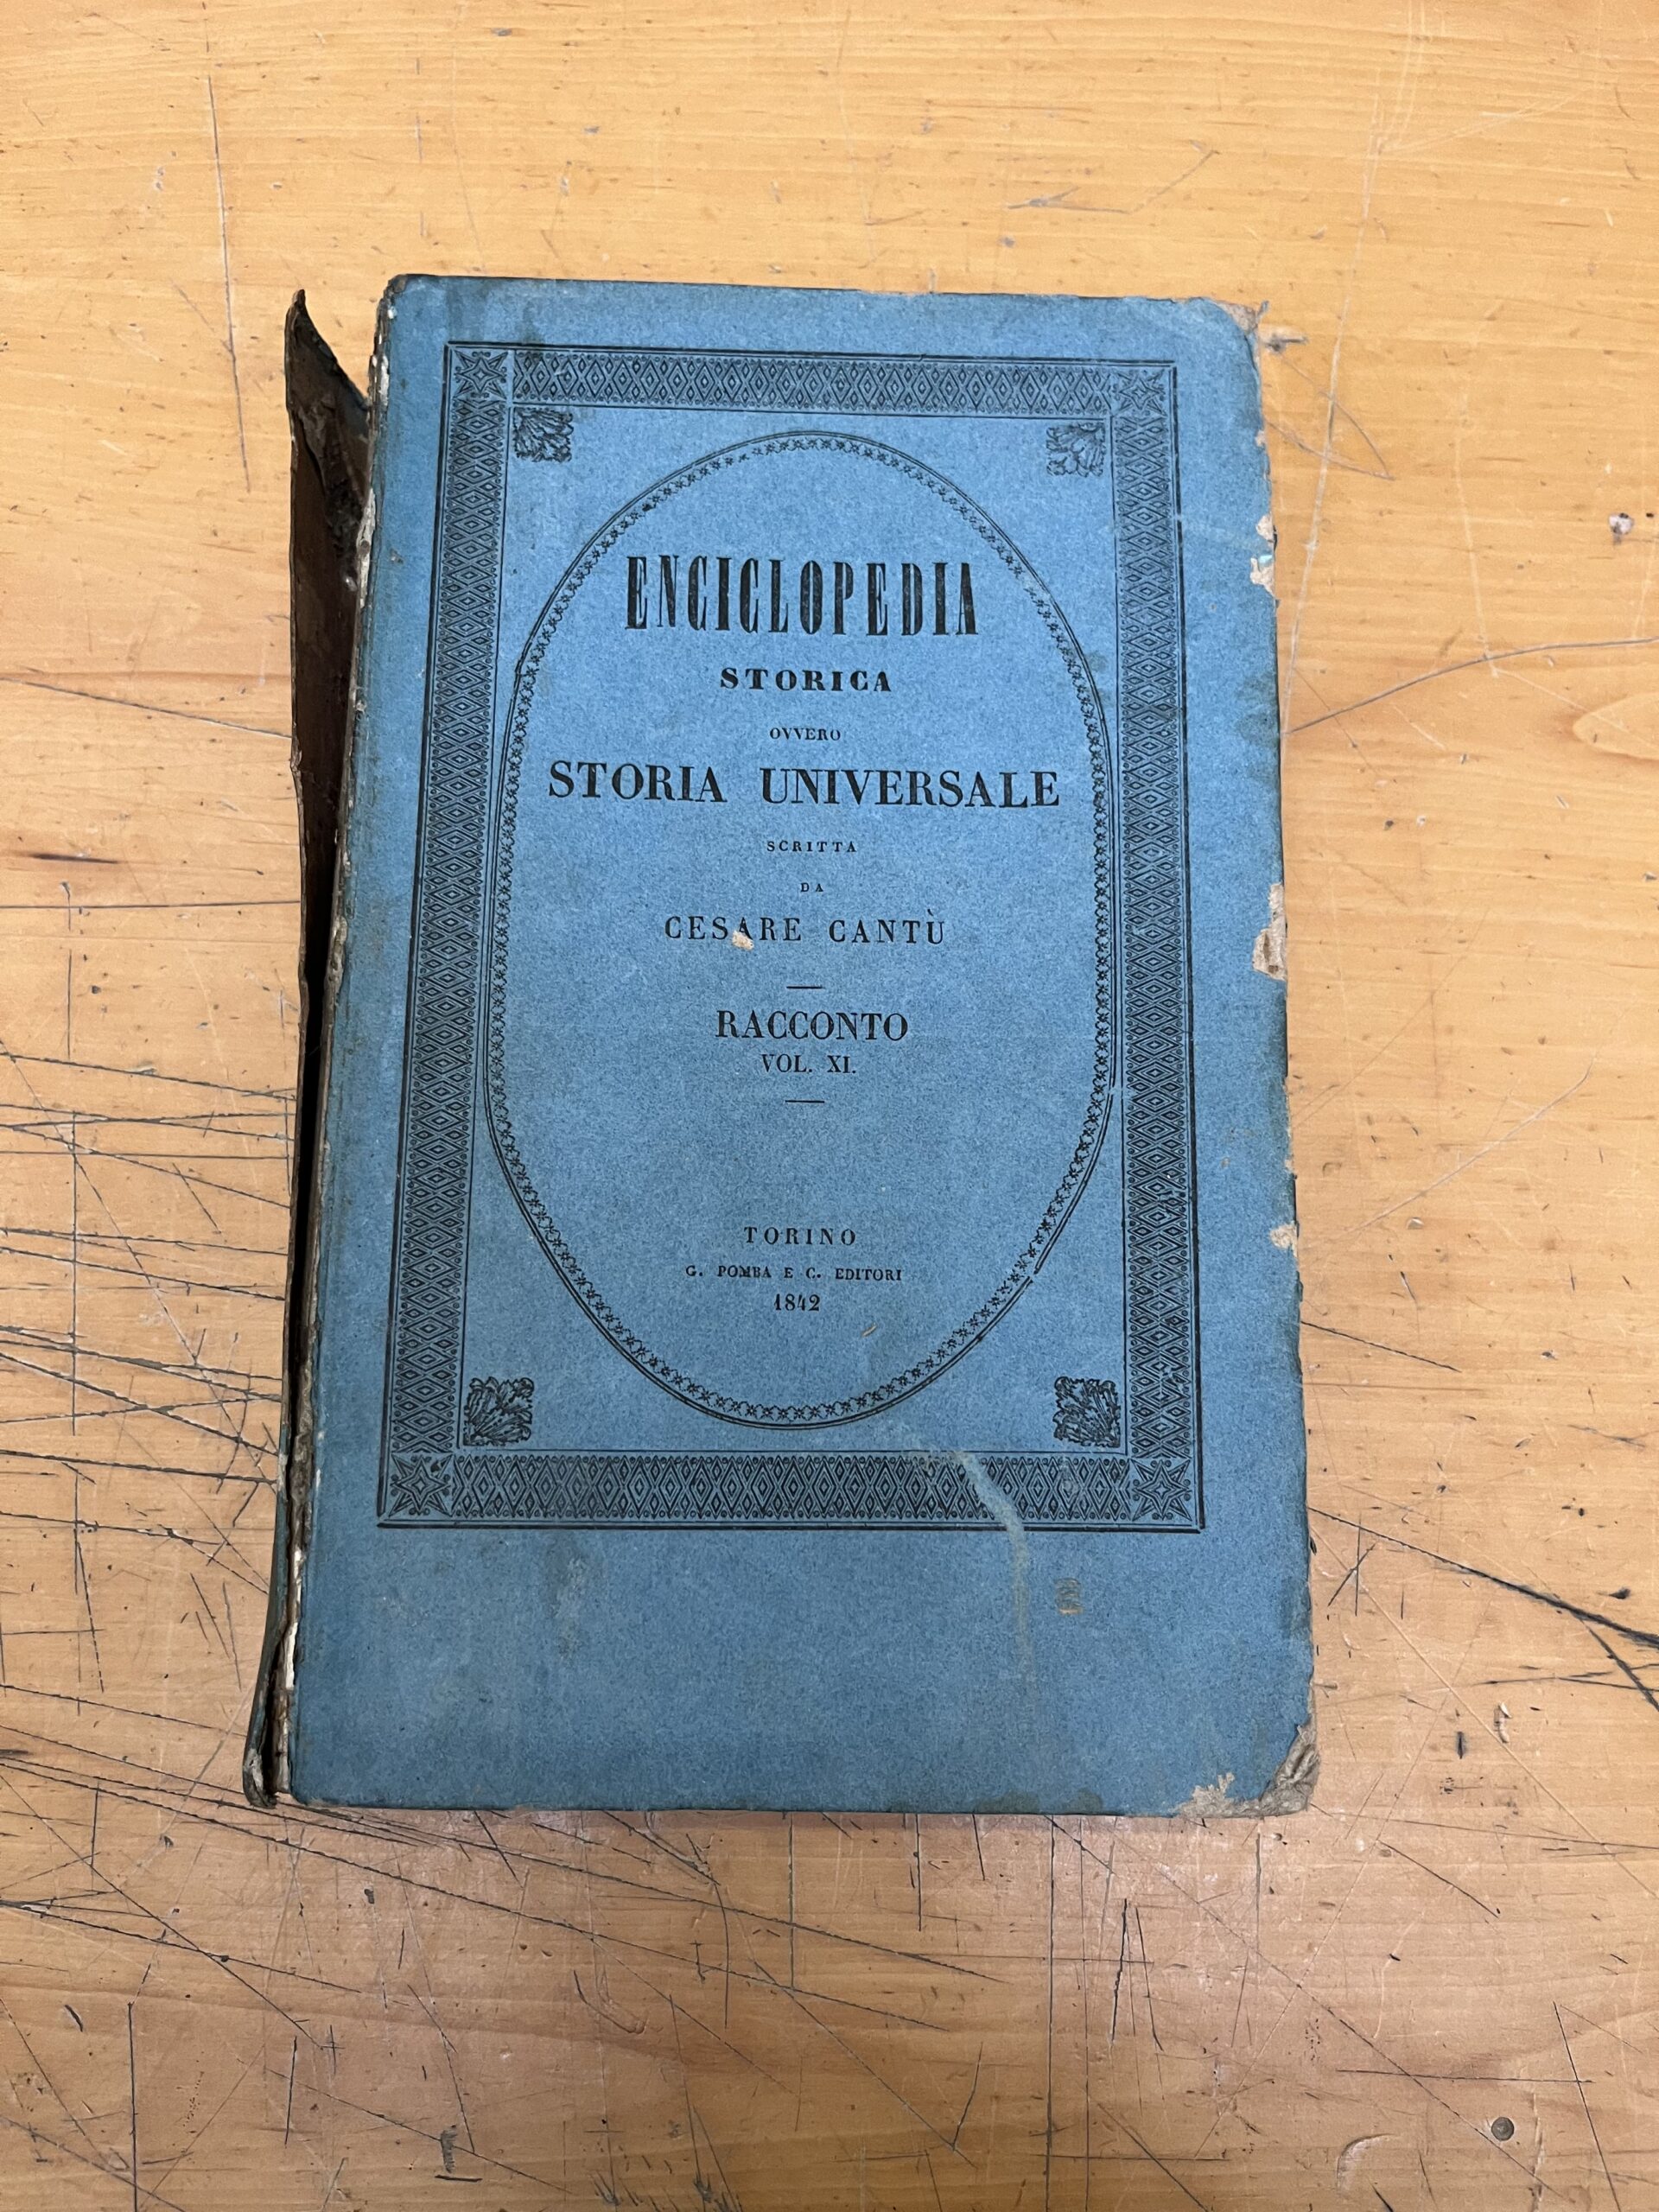 ENCICLOPEDIA
STORICA
OVVERO
STORIA UNIVERSALE
SCRITTA
DA
CESARE CANTÙ
RACCONTO
VOL. XI.
TORINO
G. POMBA E C. EDITORI
1842